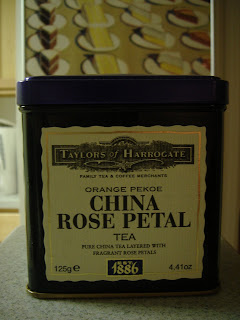 TAYLORS of HARROGATE
FAMILY TEA & COFFEE MERCHANTS
ORANGE PEKOE
CHINA
ROSE PETAL
TEA
PURE CHINA TEA LAYERED WITH
FRAGRANT ROSE PETALS
125g e 4.41oz
1886